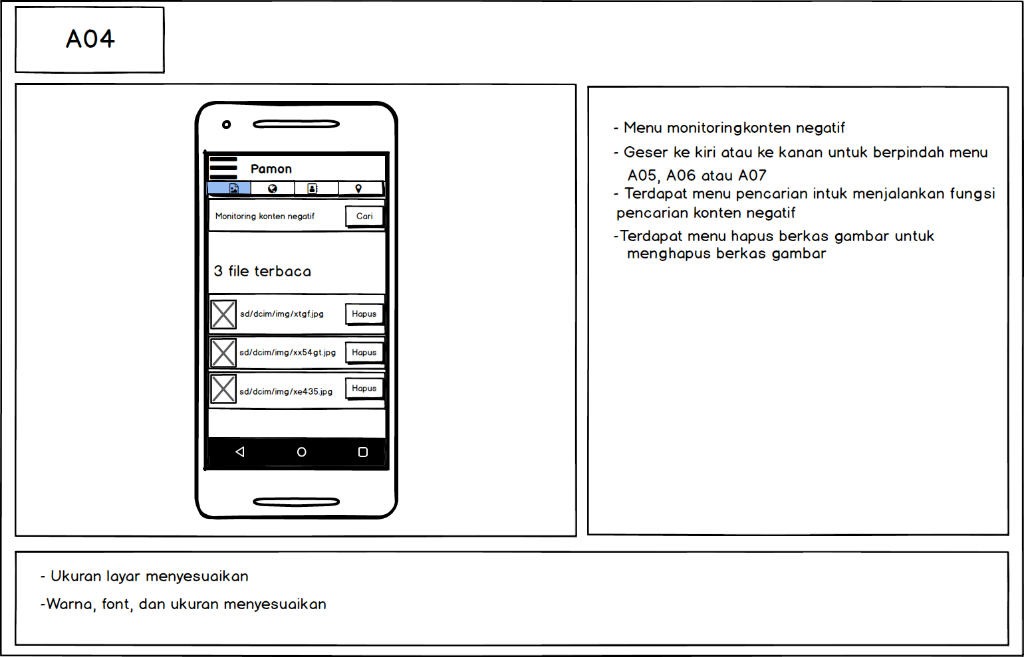 A04
Pamon
Monitoring konten negatif
Cari
3 file terbaca
sd/dcim/img/xtgf.jpg
Hapus
sd/dcim/img/xx54gt.jpg
Hapus
sd/dcim/img/xe435.jpg
Hapus
- Menu monitoringkonten negatif
- Geser ke kiri atau ke kanan untuk berpindah menu
A05, A06 atau A07
- Terdapat menu pencarian intuk menjalankan fungsi
pencarian konten negatif
-Terdapat menu hapus berkas gambar untuk
menghapus berkas gambar
- Ukuran layar menyesuaikan
-Warna, font, dan ukuran menyesuaikan